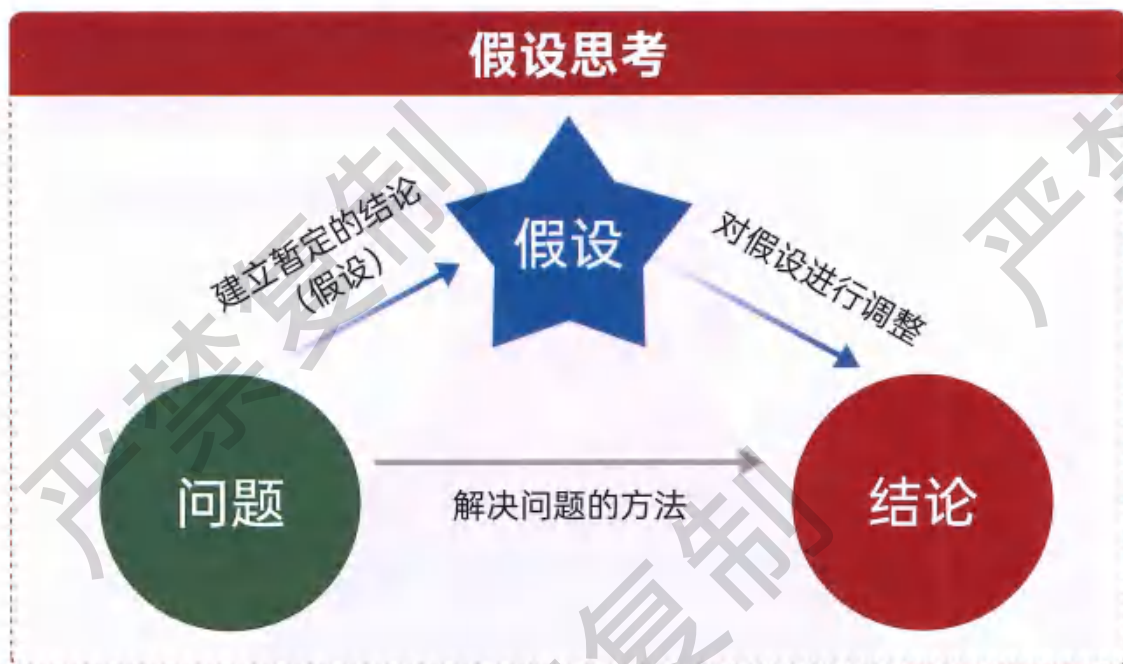 假设思考
建立暂定的结论
(假设)
假设
对假设进行调整
问题
解决问题的方法
结论
严禁复制
严禁
复制